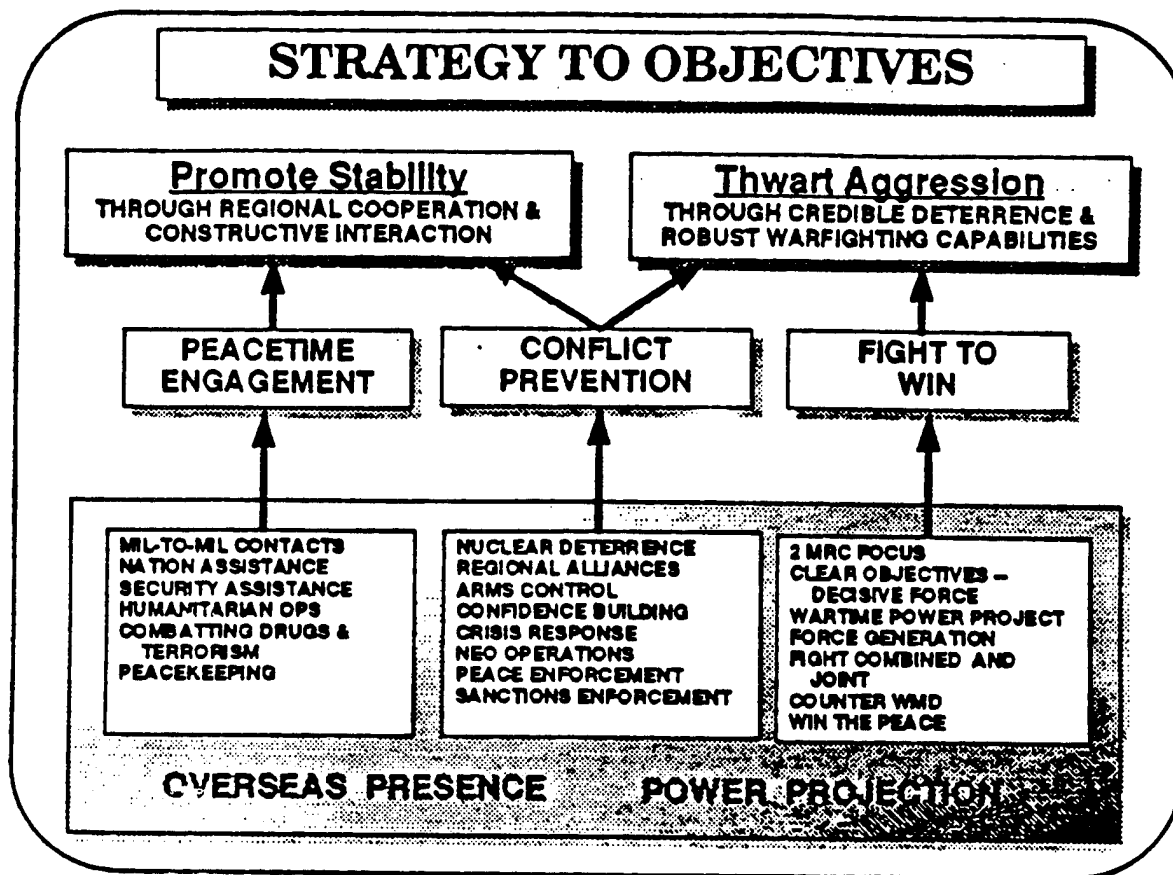 STRATEGY TO OBJECTIVES
Promote Stability
THROUGH REGIONAL COOPERATION &
CONSTRUCTIVE INTERACTION
Thwart Aggression
THROUGH CREDIBLE DETERRENCE &
ROBUST WARFIGHTING CAPABILITIES
PEACETIME
ENGAGEMENT
CONFLICT
PREVENTION
FIGHT TO
WIN
MIL-TO-MIL CONTACTS
NATION ASSISTANCE
SECURITY ASSISTANCE
HUMANITARIAN OPS
COMBATTING DRUGS &
TERRORISM
PEACEKEEPING
NUCLEAR DETERRENCE
REGIONAL ALLIANCES
ARMS CONTROL
CONFIDENCE BUILDING
CRISIS RESPONSE
NEO OPERATIONS
PEACE ENFORCEMENT
SANCTIONS ENFORCEMENT
2 MRC FOCUS
CLEAR OBJECTIVES –
DECISIVE FORCE
WARTIME POWER PROJECT
FORCE GENERATION
FIGHT COMBINED AND
JOINT
COUNTER WMD
WIN THE PEACE
OVERSEAS PRESENCE
POWER PROJECTION